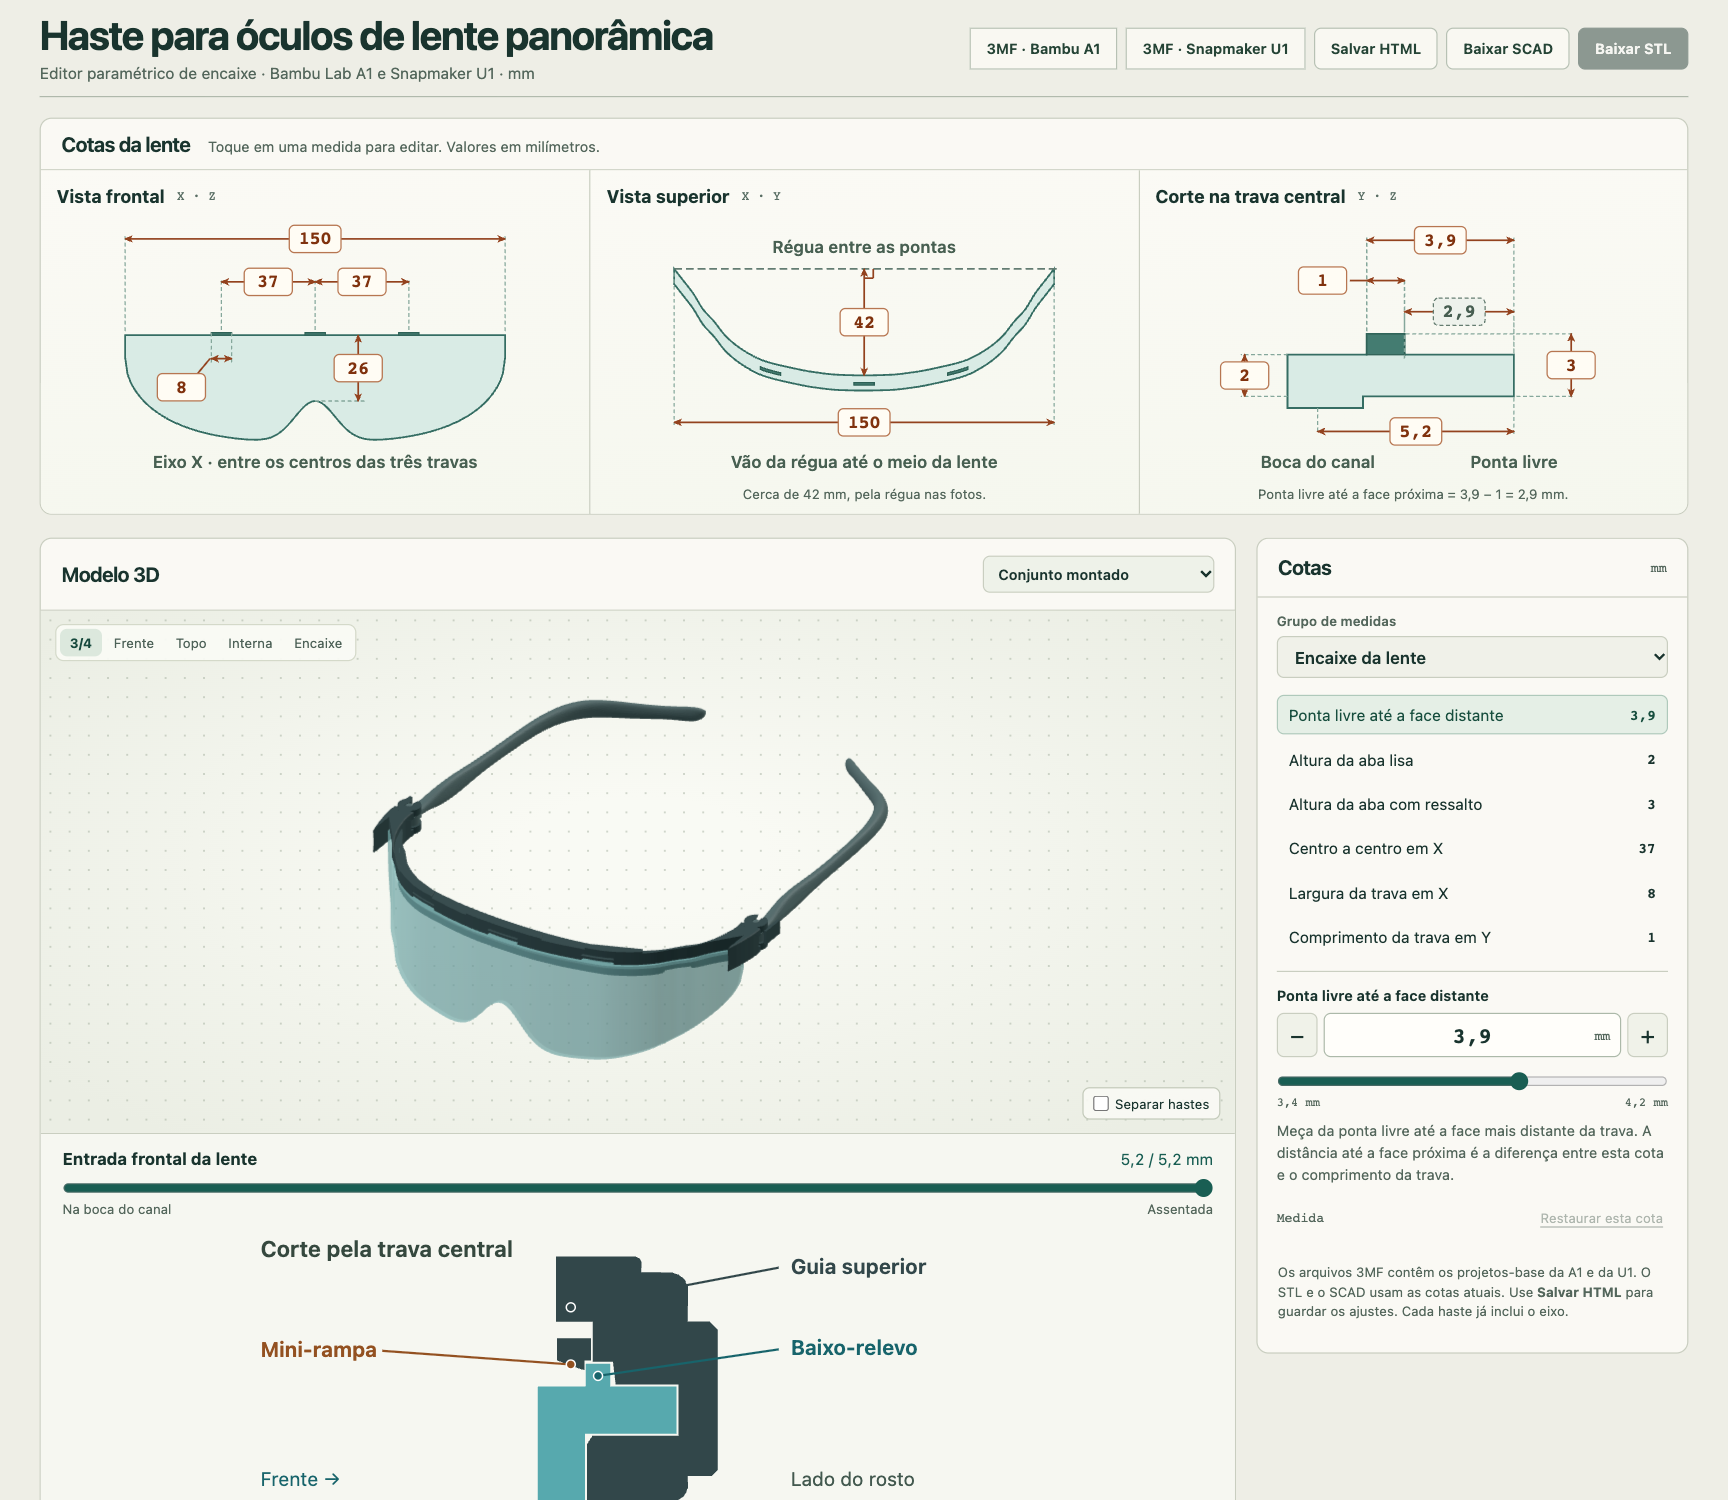 Haste para óculos de lente panorâmica
Editor paramétrico de encaixe · Bambu Lab A1 e Snapmaker U1 · mm
3MF · Bambu A1
3MF · Snapmaker U1
Salvar HTML
Baixar SCAD
Baixar STL
Cotas da lente
Toque em uma medida para editar. Valores em milímetros.
Vista frontal X · Z
150
37
37
26
8
Eixo X · entre os centros das três travas
Vista superior X · Y
Régua entre as pontas
42
150
Vão da régua até o meio da lente
Cerca de 42 mm, pela régua nas fotos.
Corte na trava central Y · Z
3,9
1
2,9
2
3
5,2
Boca do canal
Ponta livre
Ponta livre até a face próxima = 3,9 – 1 = 2,9 mm.
Modelo 3D
Conjunto montado
3/4
Frente
Topo
Interna
Encaixe
Separar hastes
Entrada frontal da lente
5,2 / 5,2 mm
Na boca do canal
Assentada
Corte pela trava central
Guia superior
Mini-rampa
Baixo-relevo
Frente →
Lado do rosto
Cotas
mm
Grupo de medidas
Encaixe da lente
Ponta livre até a face distante 3,9
Altura da aba lisa 2
Altura da aba com ressalto 3
Centro a centro em X 37
Largura da trava em X 8
Comprimento da trava em Y 1
Ponta livre até a face distante
−
3,9 mm
+
3,4 mm
4,2 mm
Meça da ponta livre até a face mais distante da trava. A
distância até a face próxima é a diferença entre esta cota
e o comprimento da trava.
Medida
Restaurar esta cota
Os arquivos 3MF contêm os projetos-base da A1 e da U1. O
STL e o SCAD usam as cotas atuais. Use Salvar HTML para
guardar os ajustes. Cada haste já inclui o eixo.